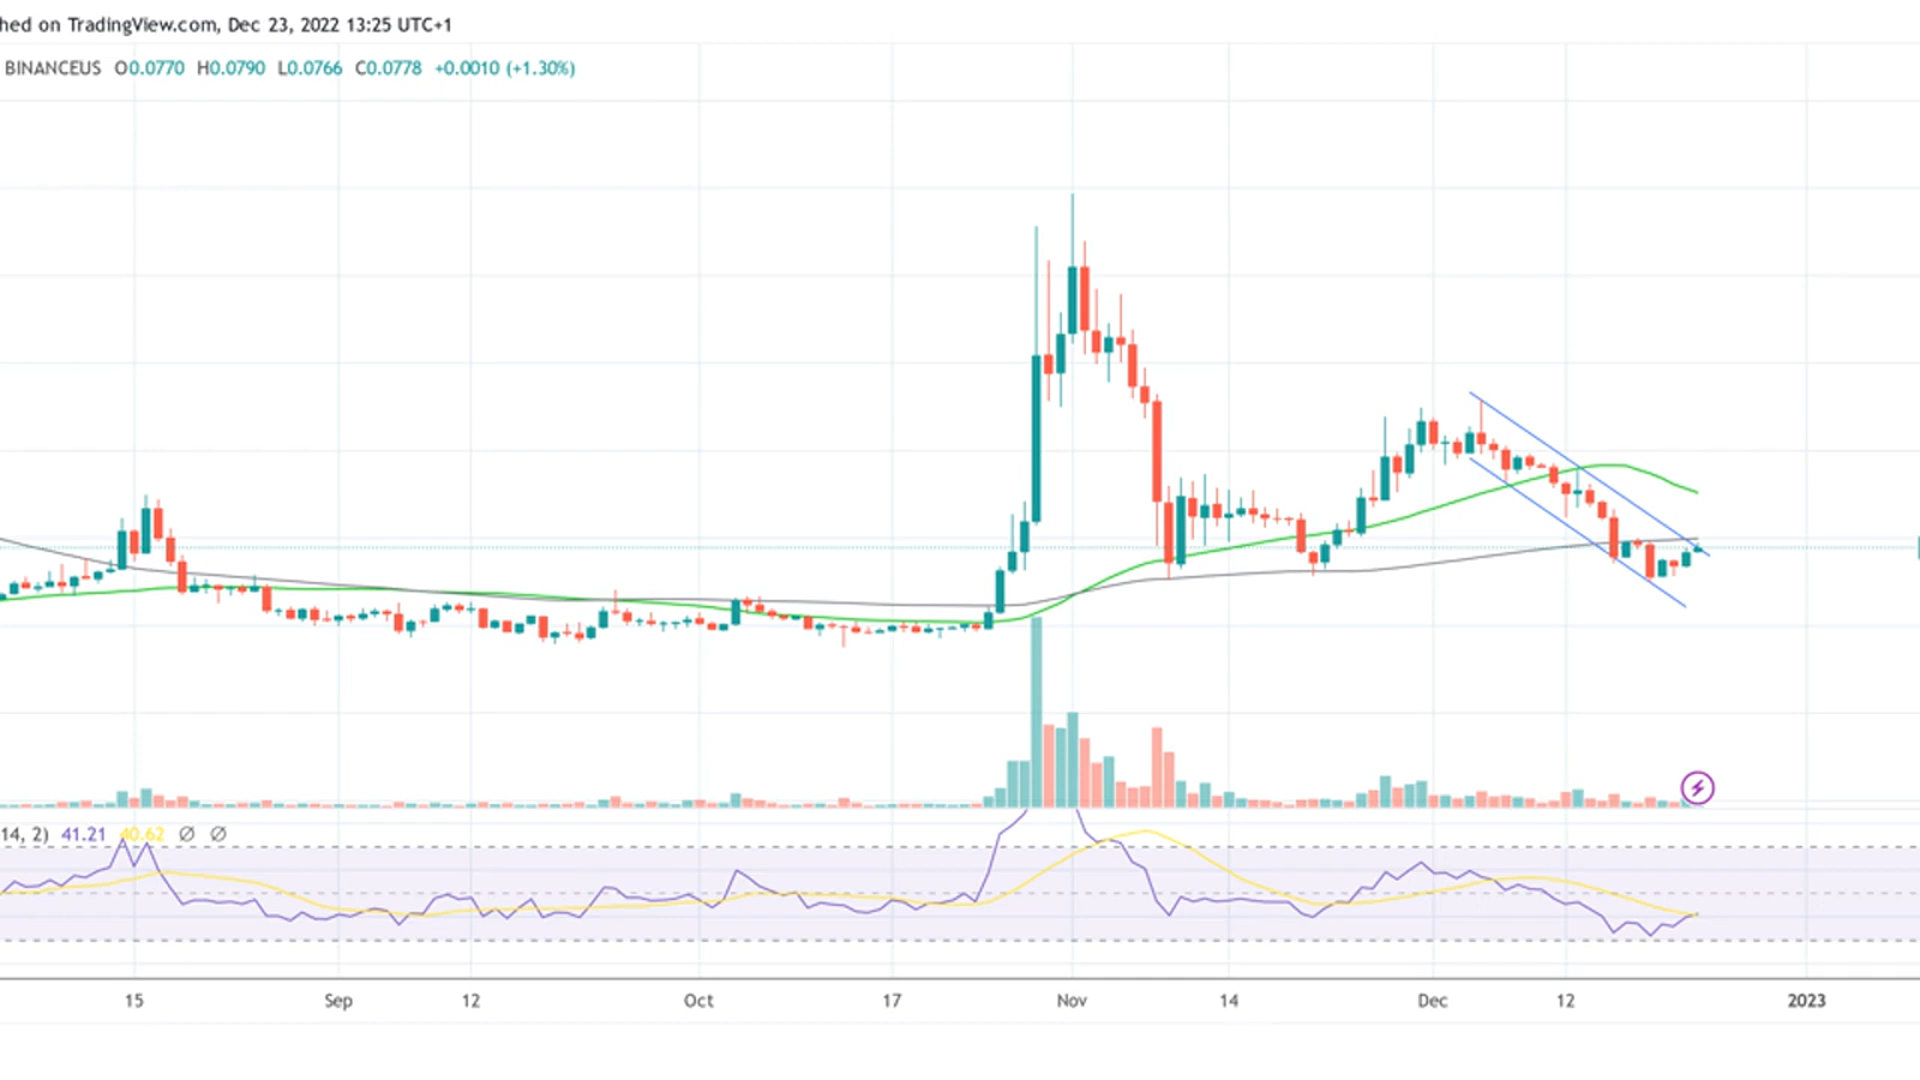 hed on TradingView.com, Dec 23, 2022 13:25 UTC+1
BINANCEUS O0.0770 H0.0790 L0.0766 C0.0778 +0.0010 (+1.30%)
14, 2) 41.21 40.62 ∅ ∅
15 Sep 12 Oct 17 Nov 14 Dec 12 2023